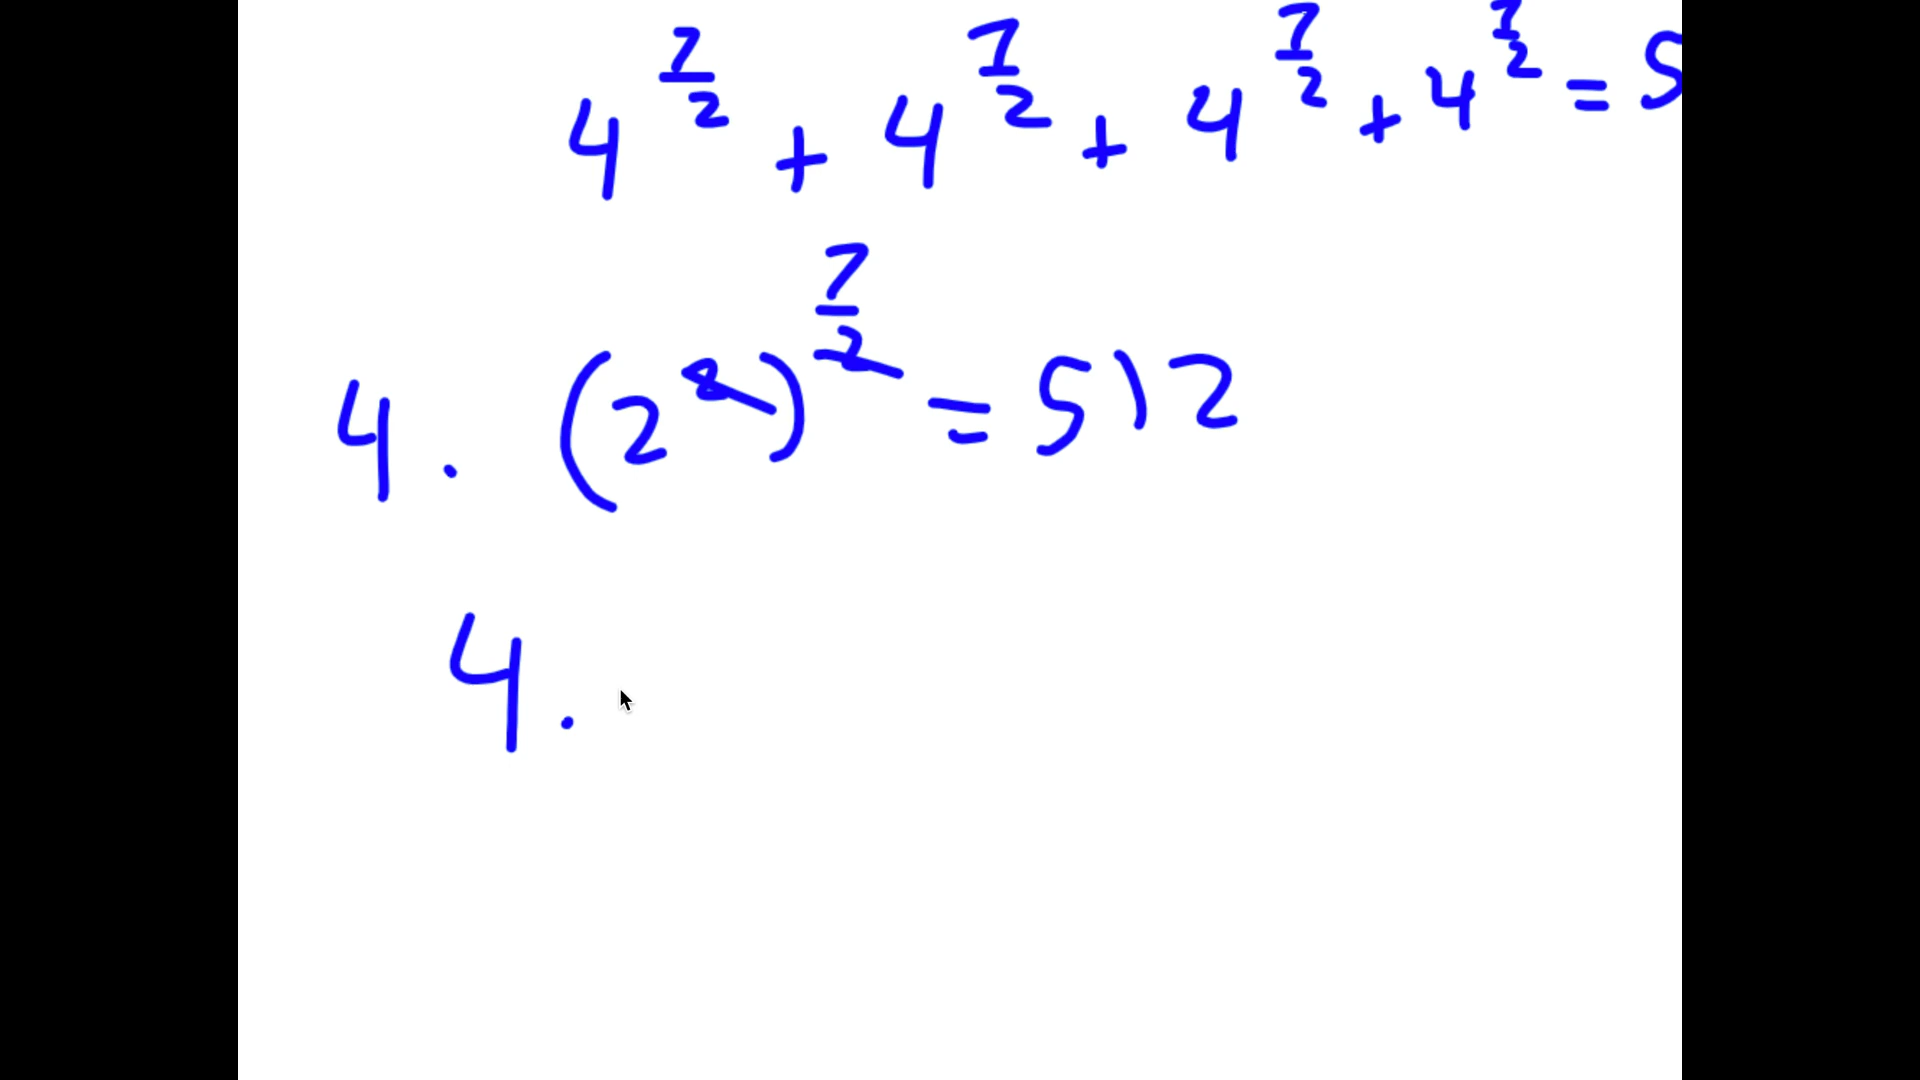 4^(7/2) + 4^(7/2) + 4^(7/2) + 4^(7/2) = 5
4 . (2^2)^(7/2) = 512
4 .